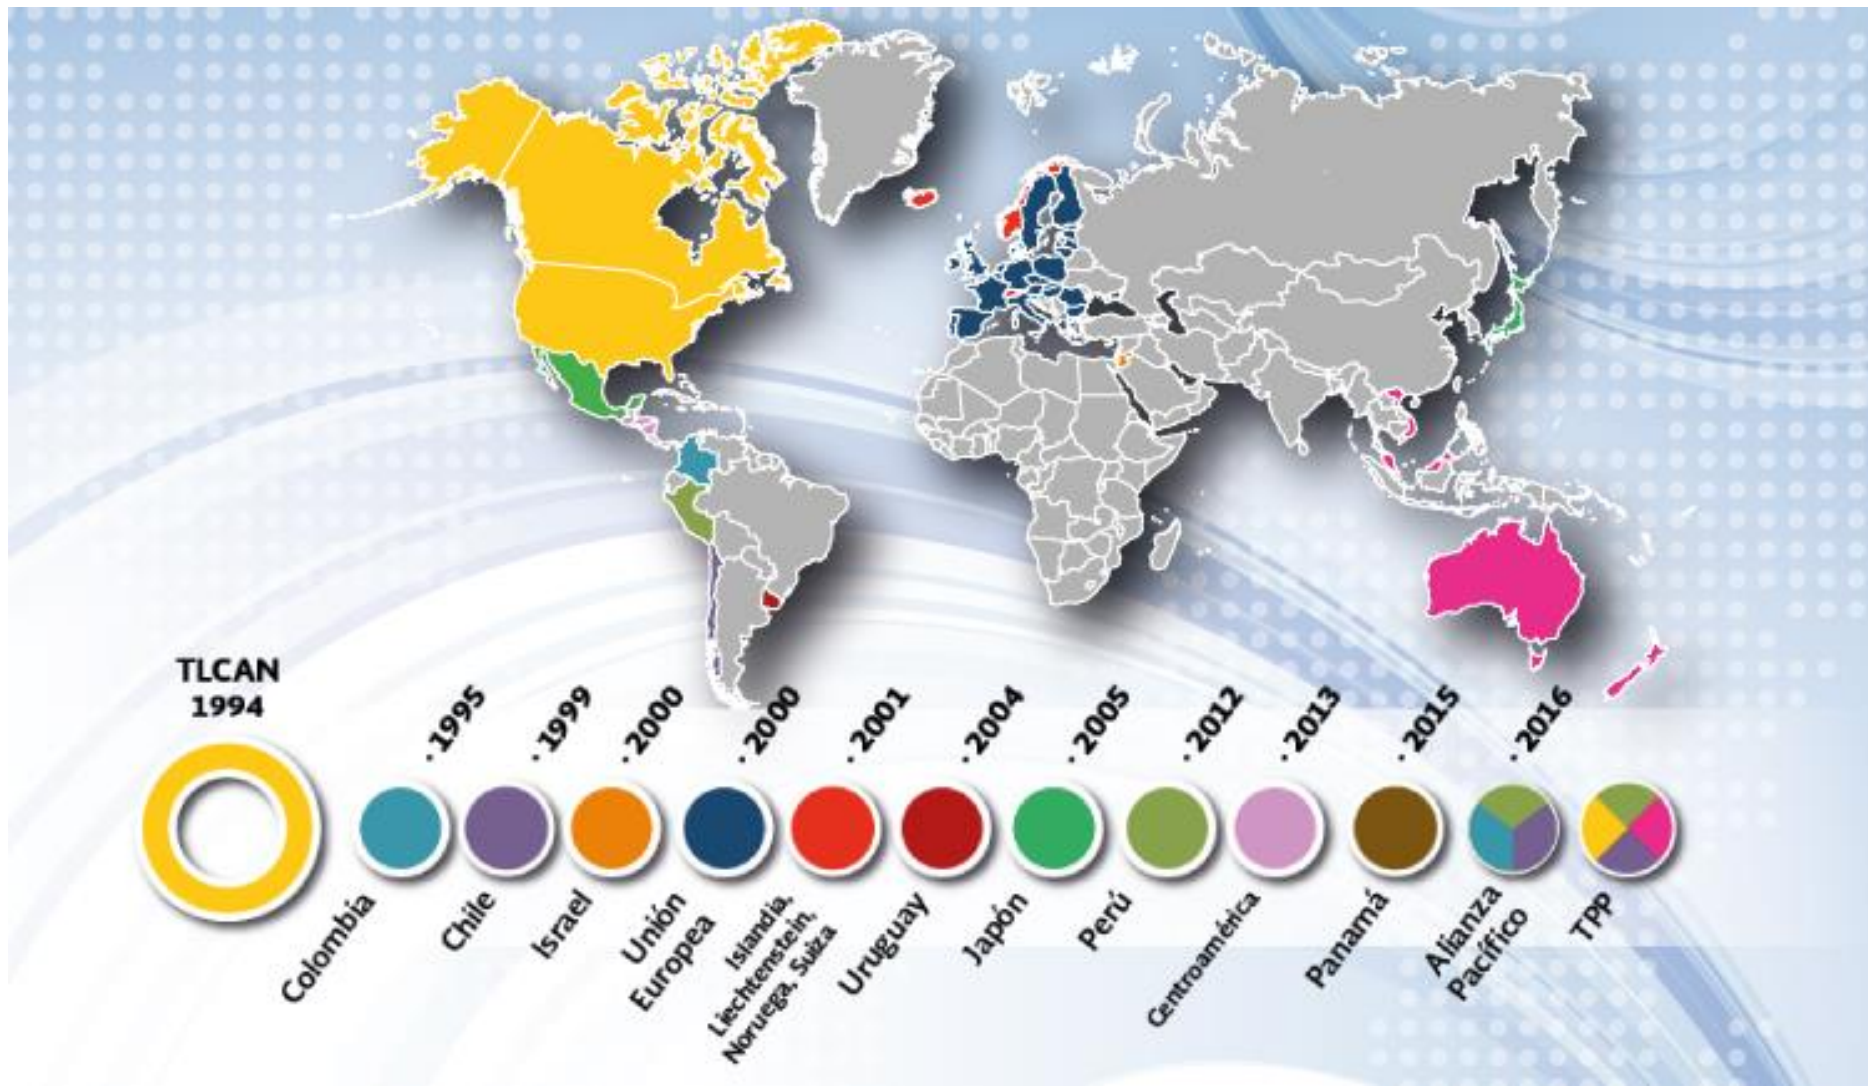 TLCAN
1994
· 1995
· 1999
· 2000
· 2000
· 2001
· 2004
· 2005
· 2012
· 2013
· 2015
· 2016
Colombia
Chile
Israel
Unión
Europea
Islandia,
Liechtenstein,
Noruega, Suiza
Uruguay
Japón
Perú
Centroamérica
Panamá
Alianza
Pacífico
TPP